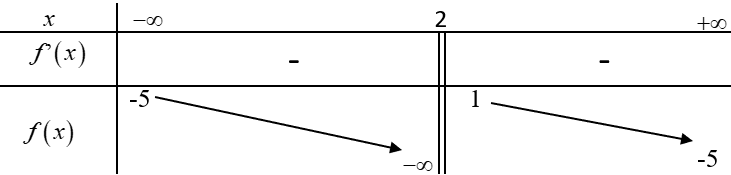 x −∞ 2 +∞
f'(x) - -
-5 1
f(x)
−∞ -5